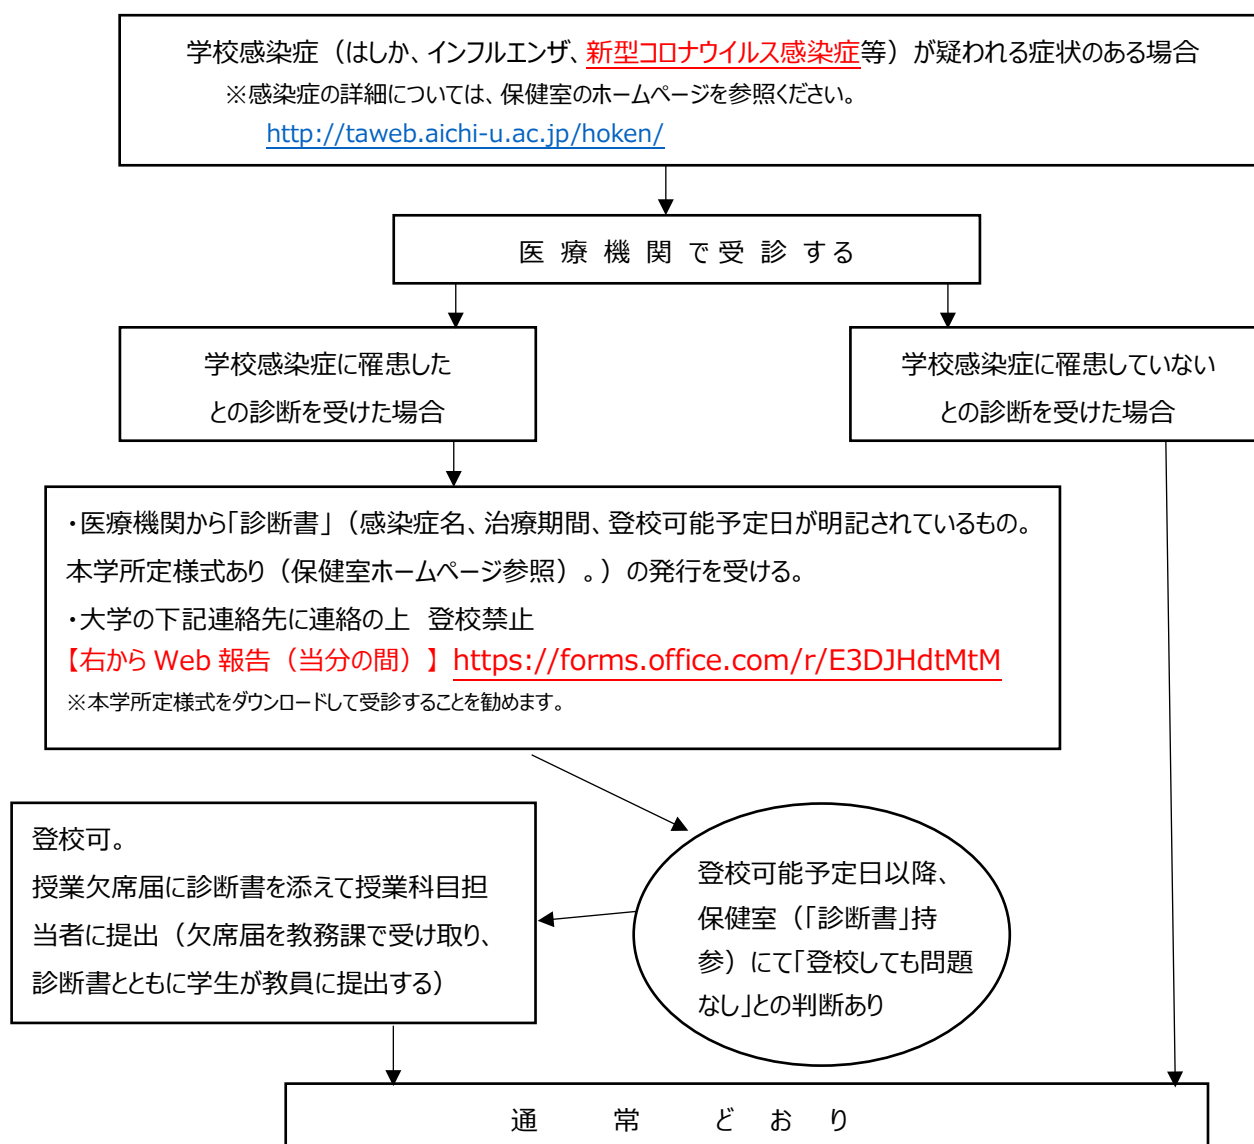 学校感染症（はしか、インフルエンザ、新型コロナウイルス感染症等）が疑われる症状のある場合
※感染症の詳細については、保健室のホームページを参照ください。
http://taweb.aichi-u.ac.jp/hoken/
医 療 機 関 で 受 診 す る
学校感染症に罹患した
との診断を受けた場合
学校感染症に罹患していない
との診断を受けた場合
・医療機関から「診断書」（感染症名、治療期間、登校可能予定日が明記されているもの。
本学所定様式あり（保健室ホームページ参照）。）の発行を受ける。
・大学の下記連絡先に連絡の上　登校禁止
【右から Web 報告（当分の間）】 https://forms.office.com/r/E3DJHdtMtM
※本学所定様式をダウンロードして受診することを勧めます。
登校可能予定日以降、
保健室（「診断書」持
参）にて「登校しても問題
なし」との判断あり
登校可。
授業欠席届に診断書を添えて授業科目担
当者に提出（欠席届を教務課で受け取り、
診断書とともに学生が教員に提出する）
通 常 ど お り